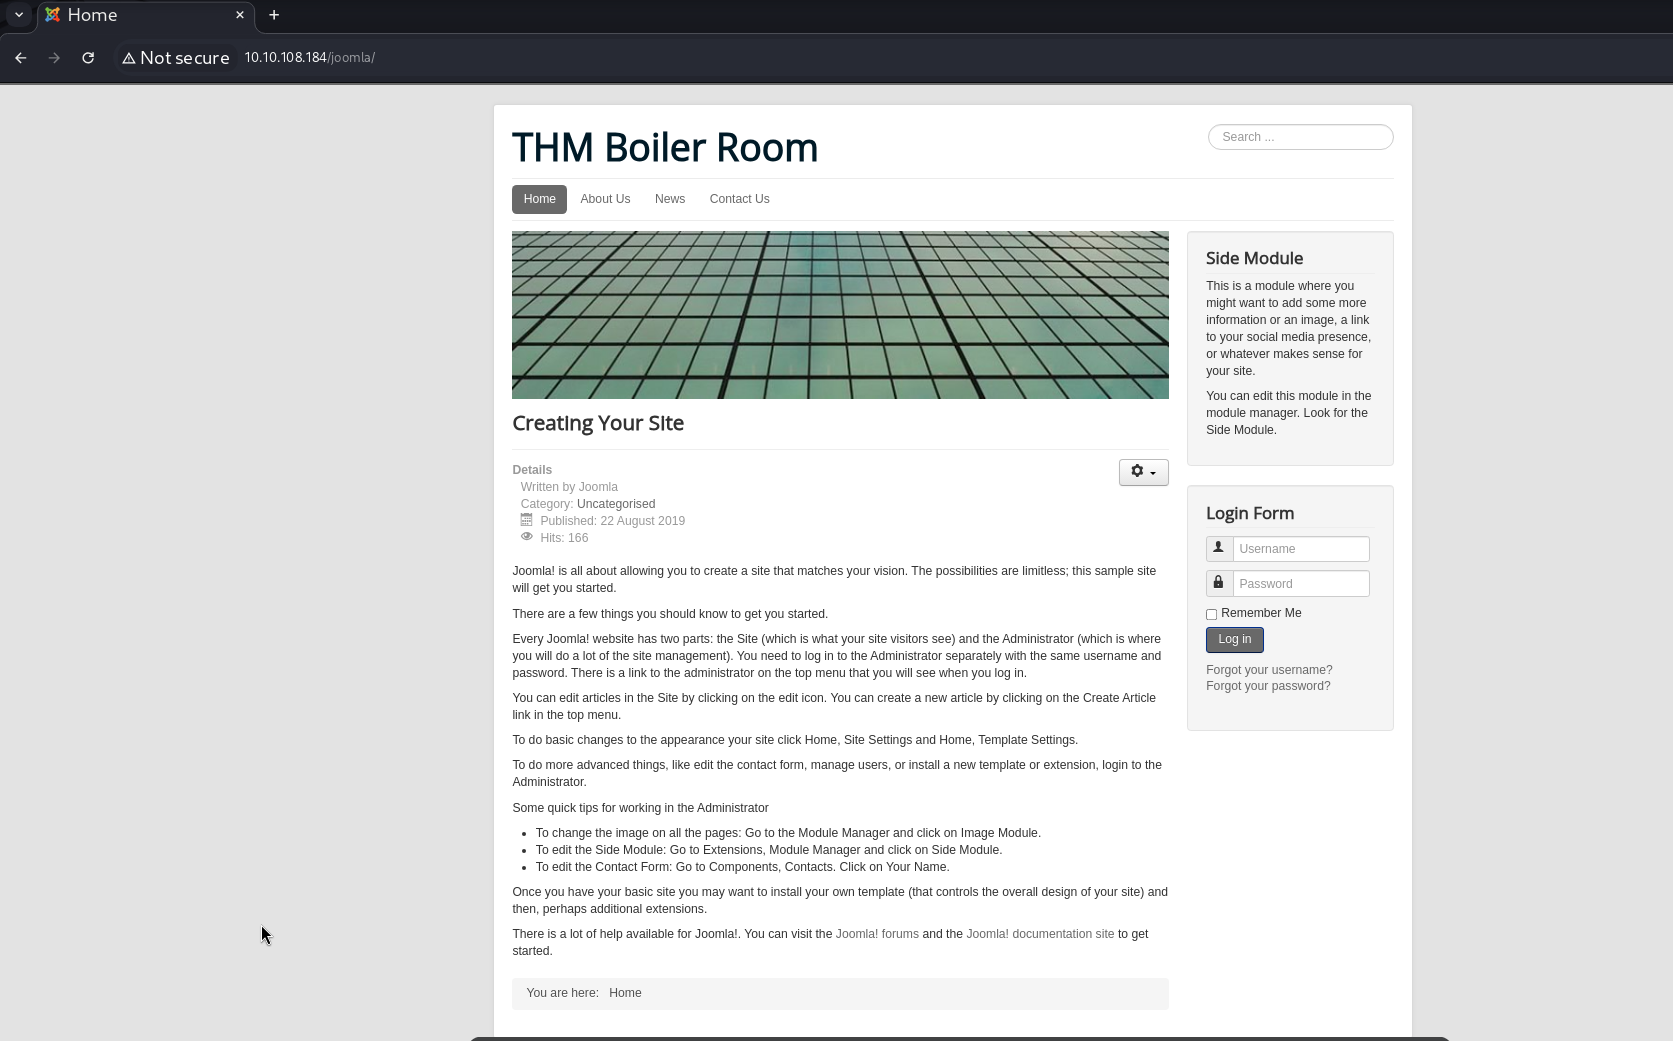 Home
Not secure 10.10.108.184/joomla/
THM Boiler Room
Search ...
Home About Us News Contact Us
Creating Your Site
Details
Written by Joomla
Category: Uncategorised
Published: 22 August 2019
Hits: 166
Joomla! is all about allowing you to create a site that matches your vision. The possibilities are limitless; this sample site
will get you started.
There are a few things you should know to get you started.
Every Joomla! website has two parts: the Site (which is what your site visitors see) and the Administrator (which is where
you will do a lot of the site management). You need to log in to the Administrator separately with the same username and
password. There is a link to the administrator on the top menu that you will see when you log in.
You can edit articles in the Site by clicking on the edit icon. You can create a new article by clicking on the Create Article
link in the top menu.
To do basic changes to the appearance your site click Home, Site Settings and Home, Template Settings.
To do more advanced things, like edit the contact form, manage users, or install a new template or extension, login to the
Administrator.
Some quick tips for working in the Administrator
• To change the image on all the pages: Go to the Module Manager and click on Image Module.
• To edit the Side Module: Go to Extensions, Module Manager and click on Side Module.
• To edit the Contact Form: Go to Components, Contacts. Click on Your Name.
Once you have your basic site you may want to install your own template (that controls the overall design of your site) and
then, perhaps additional extensions.
There is a lot of help available for Joomla!. You can visit the Joomla! forums and the Joomla! documentation site to get
started.
You are here: Home
Side Module
This is a module where you
might want to add some more
information or an image, a link
to your social media presence,
or whatever makes sense for
your site.
You can edit this module in the
module manager. Look for the
Side Module.
Login Form
Username
Password
Remember Me
Log in
Forgot your username?
Forgot your password?